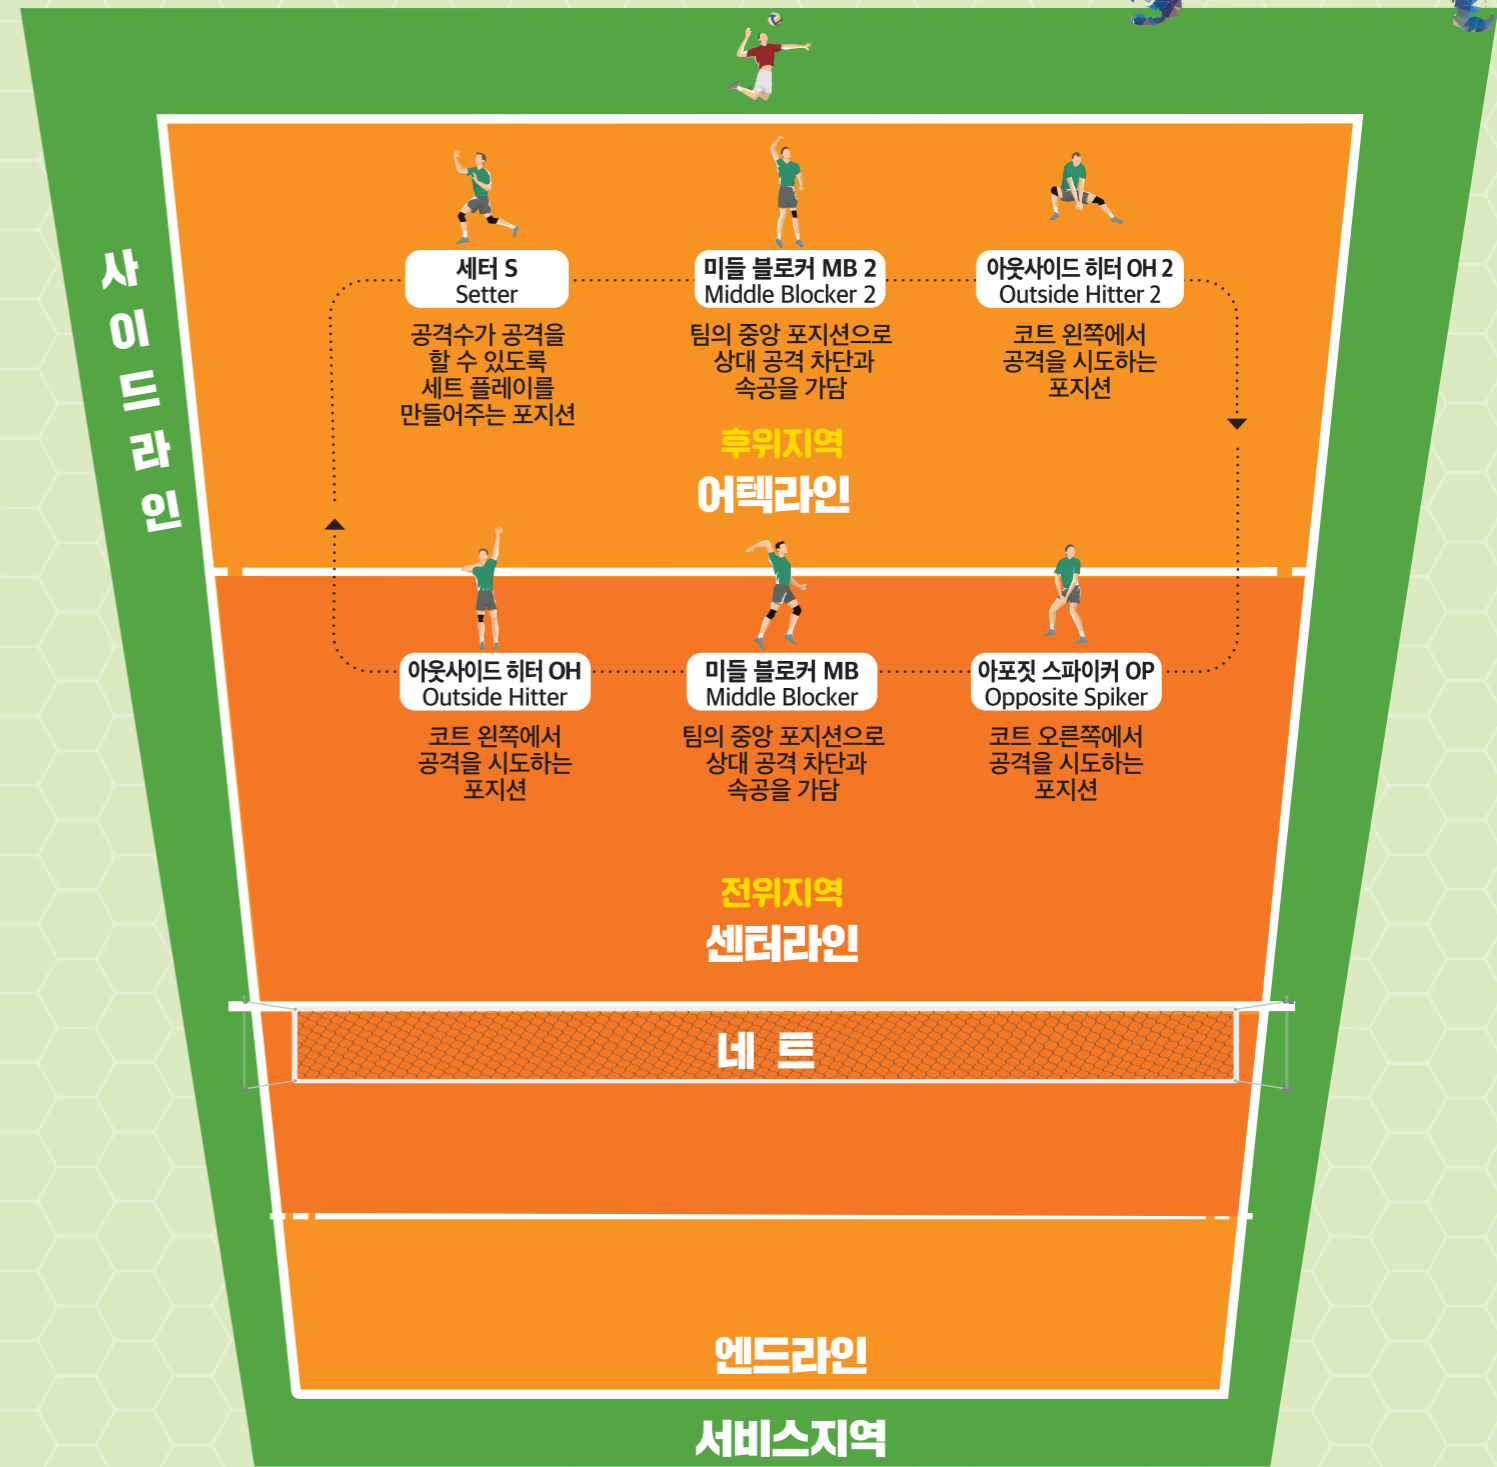 사이드라인
세터 S
Setter
공격수가 공격을
할 수 있도록
세트 플레이를
만들어주는 포지션
미들 블로커 MB 2
Middle Blocker 2
팀의 중앙 포지션으로
상대 공격 차단과
속공을 가담
아웃사이드 히터 OH 2
Outside Hitter 2
코트 왼쪽에서
공격을 시도하는
포지션
후위지역
어텍라인
아웃사이드 히터 OH
Outside Hitter
코트 왼쪽에서
공격을 시도하는
포지션
미들 블로커 MB
Middle Blocker
팀의 중앙 포지션으로
상대 공격 차단과
속공을 가담
아포짓 스파이커 OP
Opposite Spiker
코트 오른쪽에서
공격을 시도하는
포지션
전위지역
센터라인
네 트
엔드라인
서비스지역